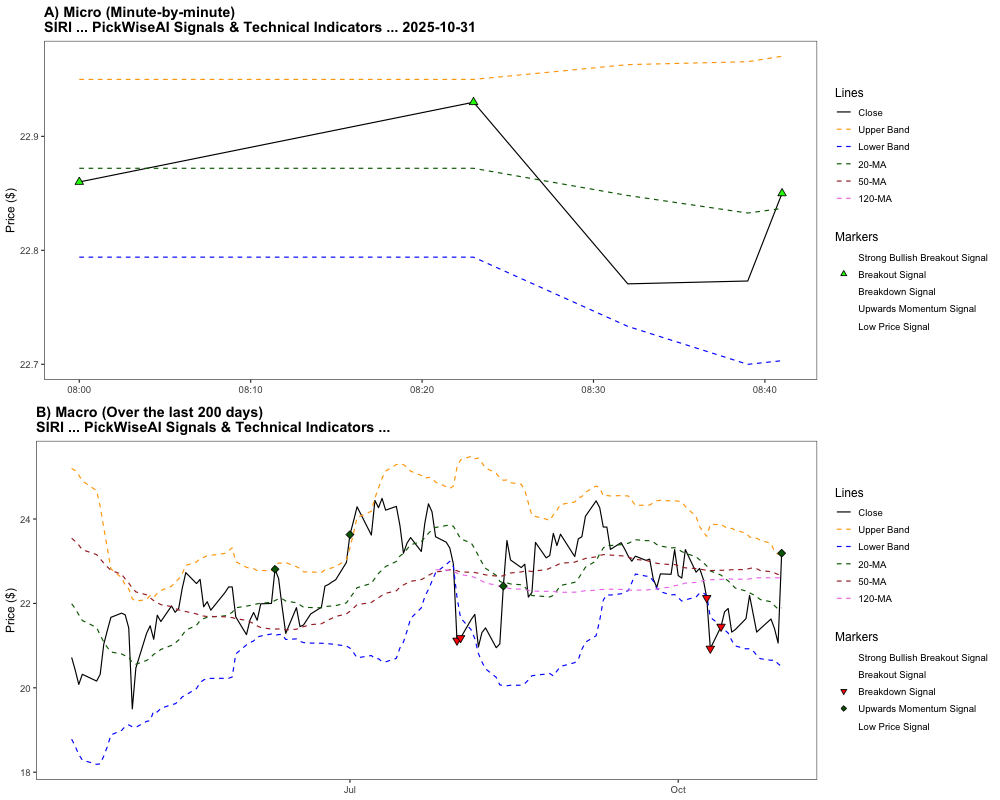 A) Micro (Minute-by-minute)
SIRI ... PickWiseAI Signals & Technical Indicators ... 2025-10-31
Price ($)
22.9
22.8
22.7
08:00
08:10
08:20
08:30
08:40
Lines
Close
Upper Band
Lower Band
20-MA
50-MA
120-MA
Markers
Strong Bullish Breakout Signal
Breakout Signal
Breakdown Signal
Upwards Momentum Signal
Low Price Signal
B) Macro (Over the last 200 days)
SIRI ... PickWiseAI Signals & Technical Indicators ...
Price ($)
24
22
20
18
Jul
Oct
Lines
Close
Upper Band
Lower Band
20-MA
50-MA
120-MA
Markers
Strong Bullish Breakout Signal
Breakout Signal
Breakdown Signal
Upwards Momentum Signal
Low Price Signal